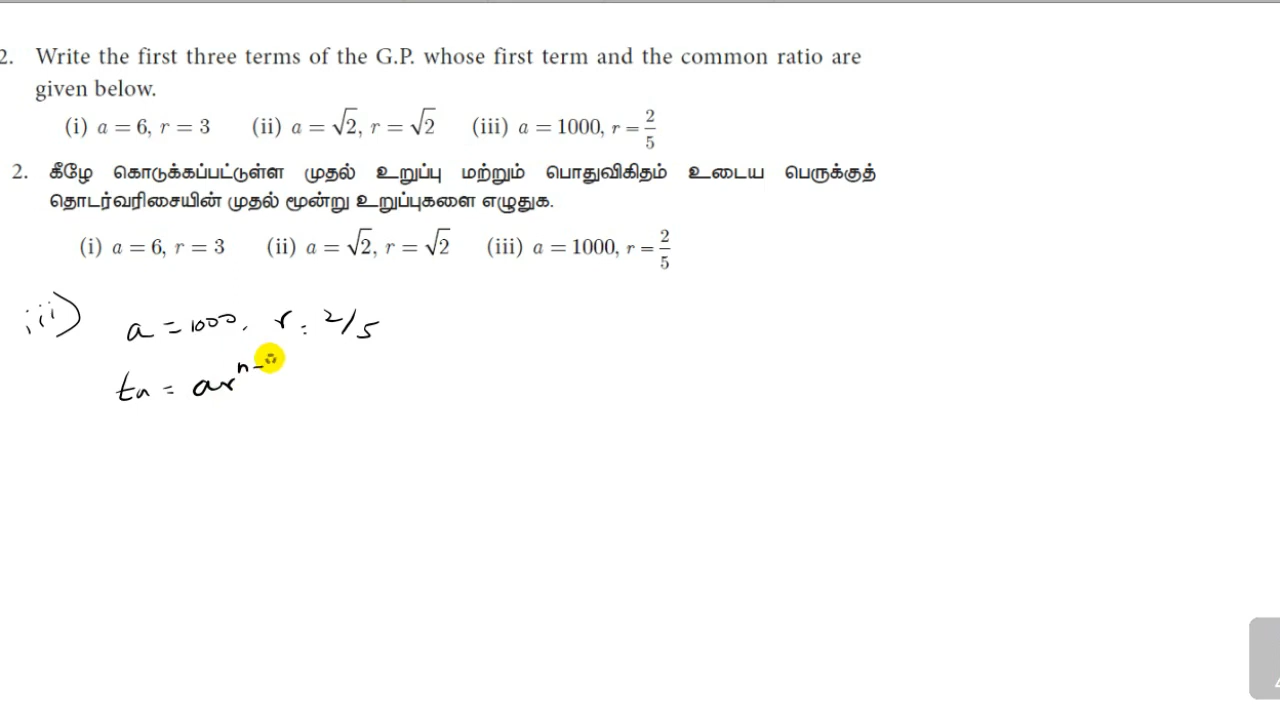 2. Write the first three terms of the G.P. whose first term and the common ratio are
given below.
(i) a = 6, r = 3 (ii) a = √2, r = √2 (iii) a = 1000, r = 2/5
2. கீழே கொடுக்கப்பட்டுள்ள முதல் உறுப்பு மற்றும் பொதுவிகிதம் உடைய பெருக்குத்
தொடர்வரிசையின் முதல் மூன்று உறுப்புகளை எழுதுக.
(i) a = 6, r = 3 (ii) a = √2, r = √2 (iii) a = 1000, r = 2/5
iii) a = 1000, r = 2/5
tn = ar^n-